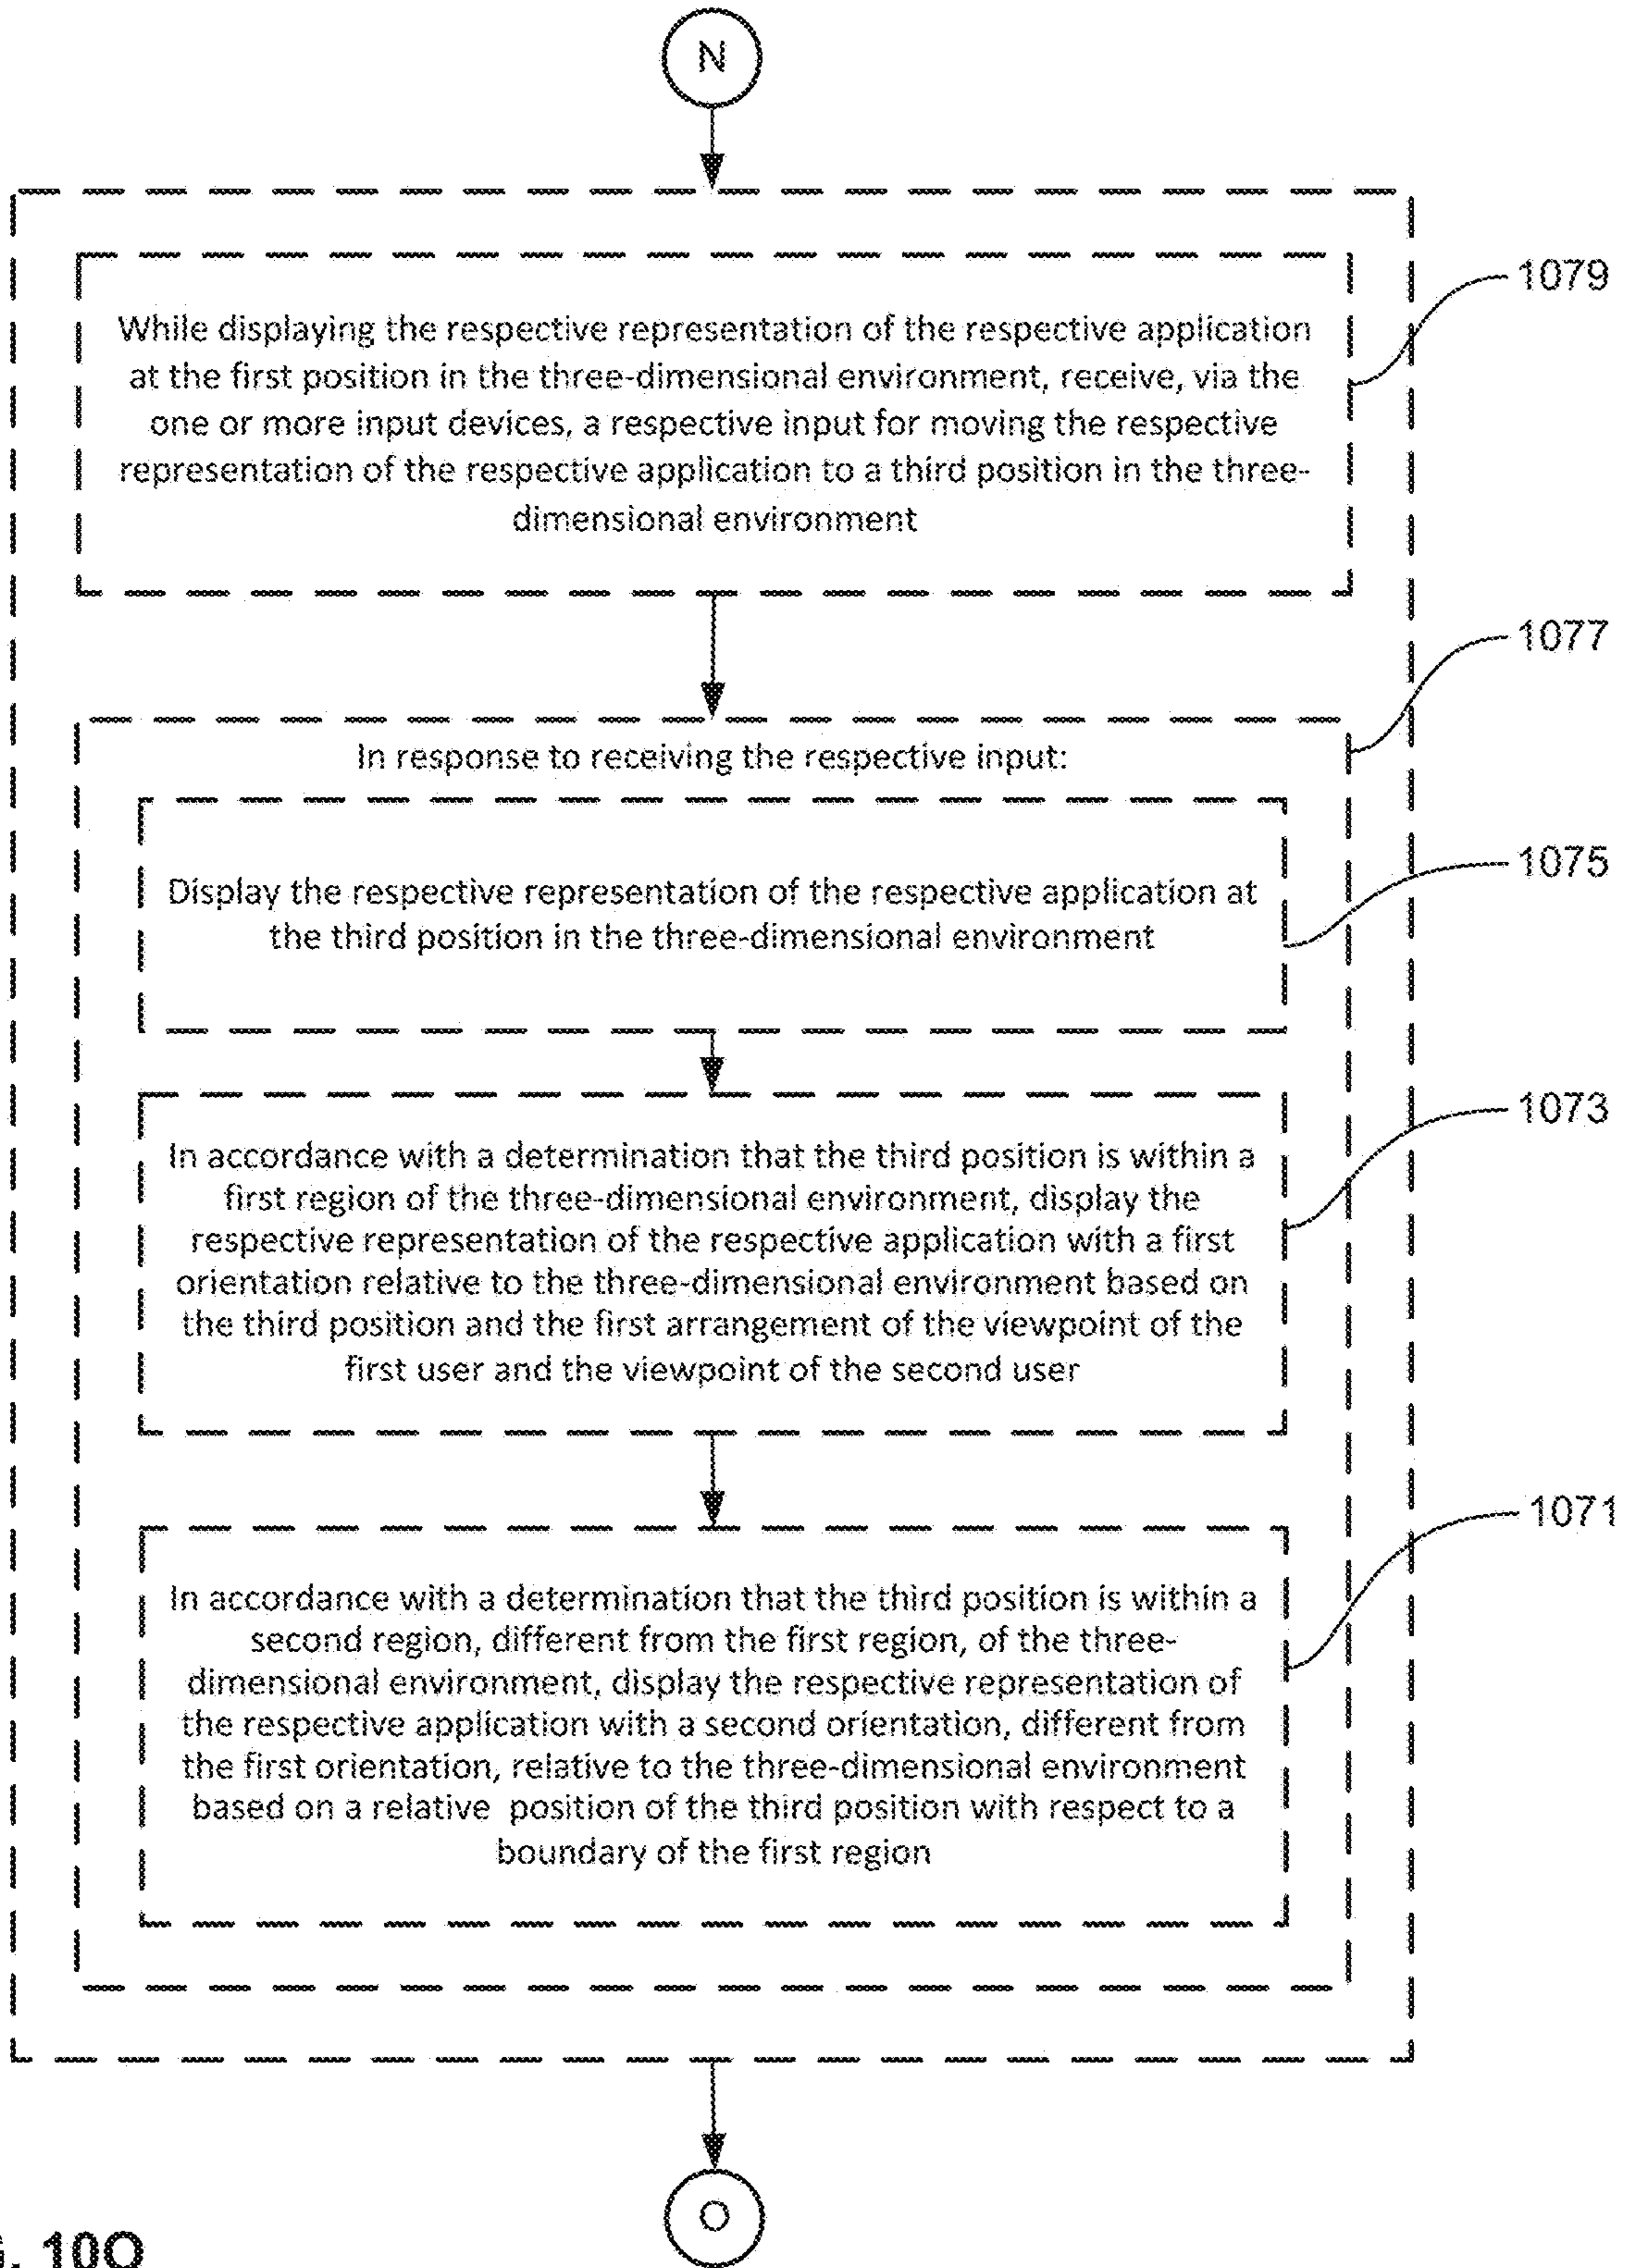 N
1079
While displaying the respective representation of the respective application
at the first position in the three-dimensional environment, receive, via the
one or more input devices, a respective input for moving the respective
representation of the respective application to a third position in the three-
dimensional environment
1077
In response to receiving the respective input:
1075
Display the respective representation of the respective application at
the third position in the three-dimensional environment
1073
In accordance with a determination that the third position is within a
first region of the three-dimensional environment, display the
respective representation of the respective application with a first
orientation relative to the three-dimensional environment based on
the third position and the first arrangement of the viewpoint of the
first user and the viewpoint of the second user
1071
In accordance with a determination that the third position is within a
second region, different from the first region, of the three-
dimensional environment, display the respective representation of
the respective application with a second orientation, different from
the first orientation, relative to the three-dimensional environment
based on a relative position of the third position with respect to a
boundary of the first region
O
10O